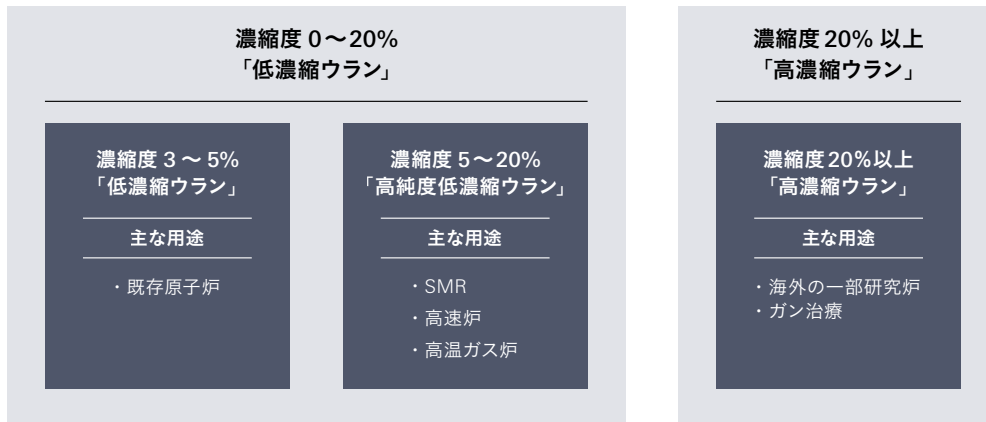 濃縮度 0〜20%
「低濃縮ウラン」
濃縮度 3 〜 5%
「低濃縮ウラン」
主な用途
・既存原子炉
濃縮度 5〜20%
「高純度低濃縮ウラン」
主な用途
・SMR
・高速炉
・高温ガス炉
濃縮度 20% 以上
「高濃縮ウラン」
濃縮度20%以上
「高濃縮ウラン」
主な用途
・海外の一部研究炉
・ガン治療